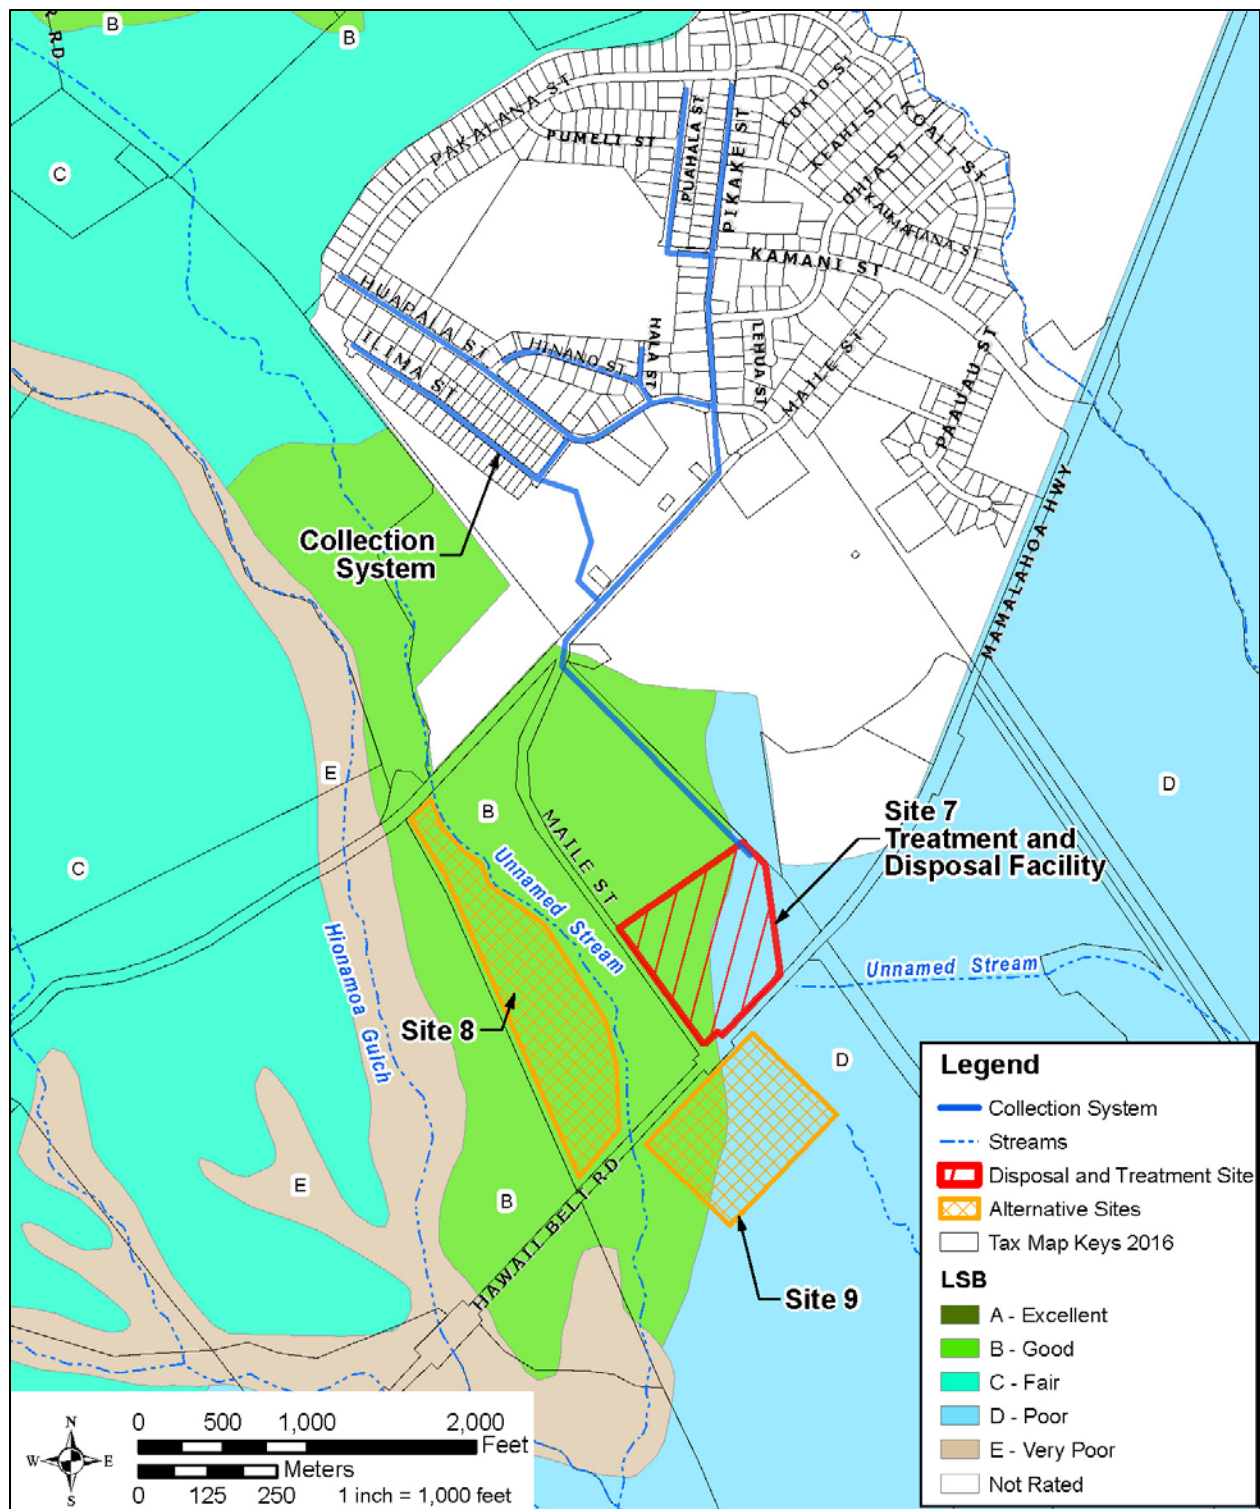 B
B
R RD
C
PAKALANA ST
PUMELI ST
PUAHALA ST
PIKAKE ST
KUKIO ST
KEAHI ST
KOALI ST
OHIA ST
KAUMAHANA S
KAMANI ST
HUAPALA ST
ILIMA ST
HINANO ST
HALA ST
LEHUA ST
MAILE ST
PAAUAU ST
MAMALAHOA HWY
Collection
System
E
B
D
C
MAILE ST
Site 7
Treatment and
Disposal Facility
Unnamed Stream
Hionamoa Gulch
Unnamed Stream
Site 8
D
E
B
HAWAII BELT RD
Site 9
Legend
Collection System
Streams
Disposal and Treatment Site
Alternative Sites
Tax Map Keys 2016
LSB
A - Excellent
B - Good
C - Fair
D - Poor
E - Very Poor
Not Rated
N
W E
S
0 500 1,000 2,000
Feet
Meters
0 125 250 1 inch = 1,000 feet